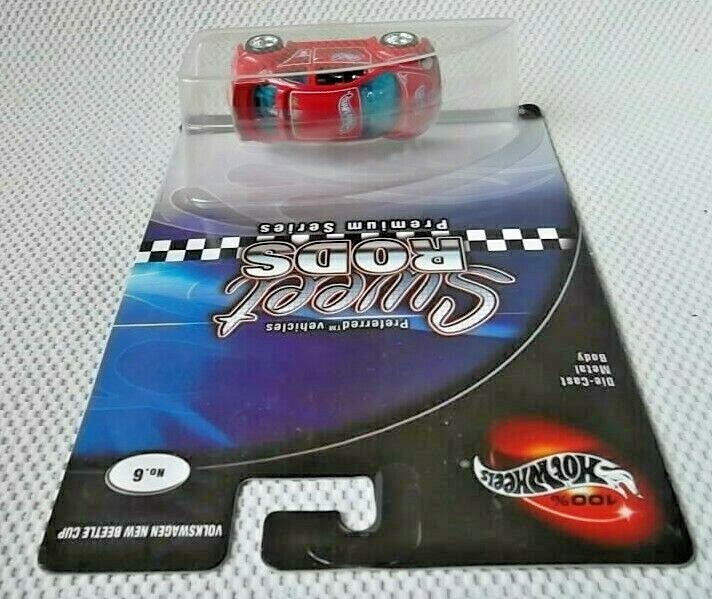 VOLKSWAGEN NEW BEETLE CUP
No.6
100%
HOT WHEELS
Die-Cast
Metal
Body
Preferred™ vehicles
Sweet
RODS
Premium Series